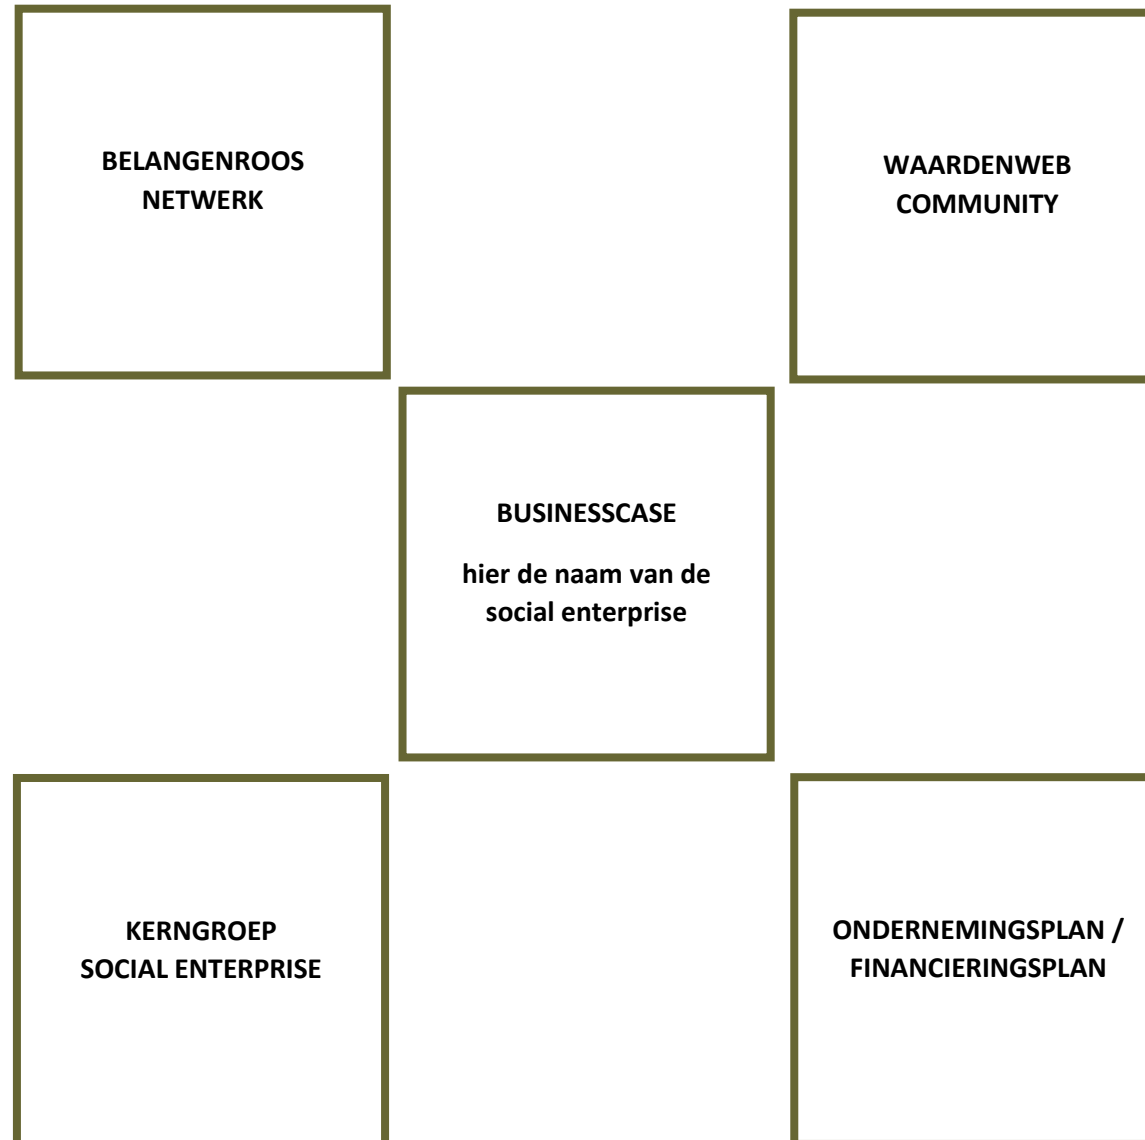 BELANGENROOS
NETWERK
WAARDENWEB
COMMUNITY
BUSINESSCASE
hier de naam van de
social enterprise
KERNGROEP
SOCIAL ENTERPRISE
ONDERNEMINGSPLAN /
FINANCIERINGSPLAN